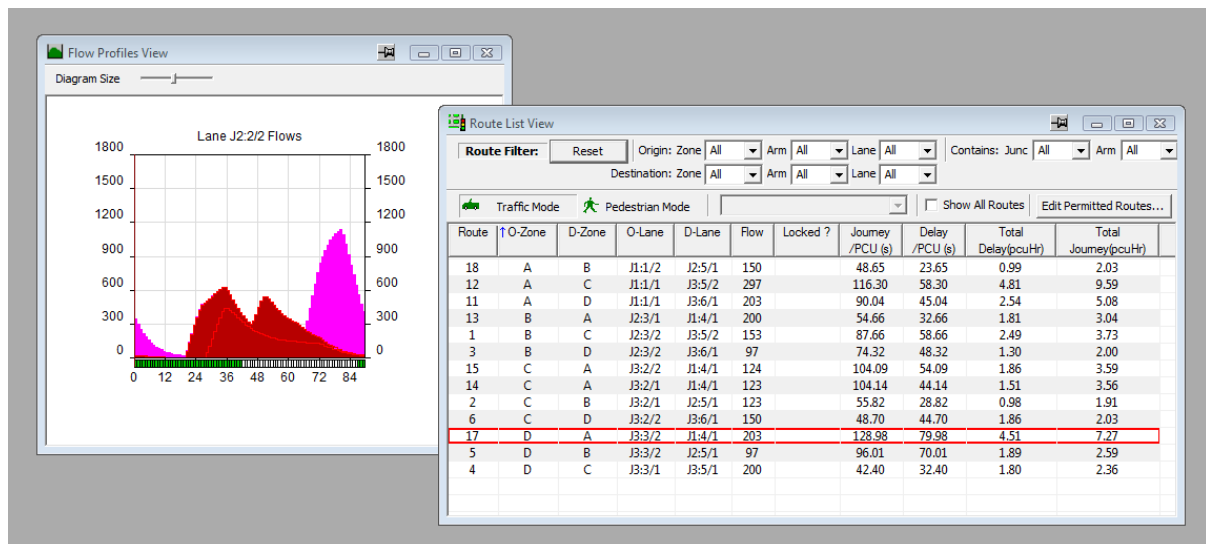 Flow Profiles View
Diagram Size
Lane J2:2/2 Flows
1800 1800
1500 1500
1200 1200
900 900
600 600
300 300
0 0
0 12 24 36 48 60 72 84
Route List View
Route Filter: Reset Origin: Zone All Arm All Lane All Contains: Junc All Arm All
Destination: Zone All Arm All Lane All
Traffic Mode Pedestrian Mode Show All Routes Edit Permitted Routes...
Route ↑ O-Zone D-Zone O-Lane D-Lane Flow Locked ? Journey Delay Total Total
/PCU (s) /PCU (s) Delay(pcuHr) Journey(pcuHr)
18 A B J1:1/2 J2:5/1 150 48.65 23.65 0.99 2.03
12 A C J1:1/1 J3:5/2 297 116.30 58.30 4.81 9.59
11 A D J1:1/1 J3:6/1 203 90.04 45.04 2.54 5.08
13 B A J2:3/1 J1:4/1 200 54.66 32.66 1.81 3.04
1 B C J2:3/2 J3:5/2 153 87.66 58.66 2.49 3.73
3 B D J2:3/2 J3:6/1 97 74.32 48.32 1.30 2.00
15 C A J3:2/2 J1:4/1 124 104.09 54.09 1.86 3.59
14 C A J3:2/1 J1:4/1 123 104.14 44.14 1.51 3.56
2 C B J3:2/1 J2:5/1 123 55.82 28.82 0.98 1.91
6 C D J3:2/2 J3:6/1 150 48.70 44.70 1.86 2.03
17 D A J3:3/2 J1:4/1 203 128.98 79.98 4.51 7.27
5 D B J3:3/2 J2:5/1 97 96.01 70.01 1.89 2.59
4 D C J3:3/1 J3:5/1 200 42.40 32.40 1.80 2.36